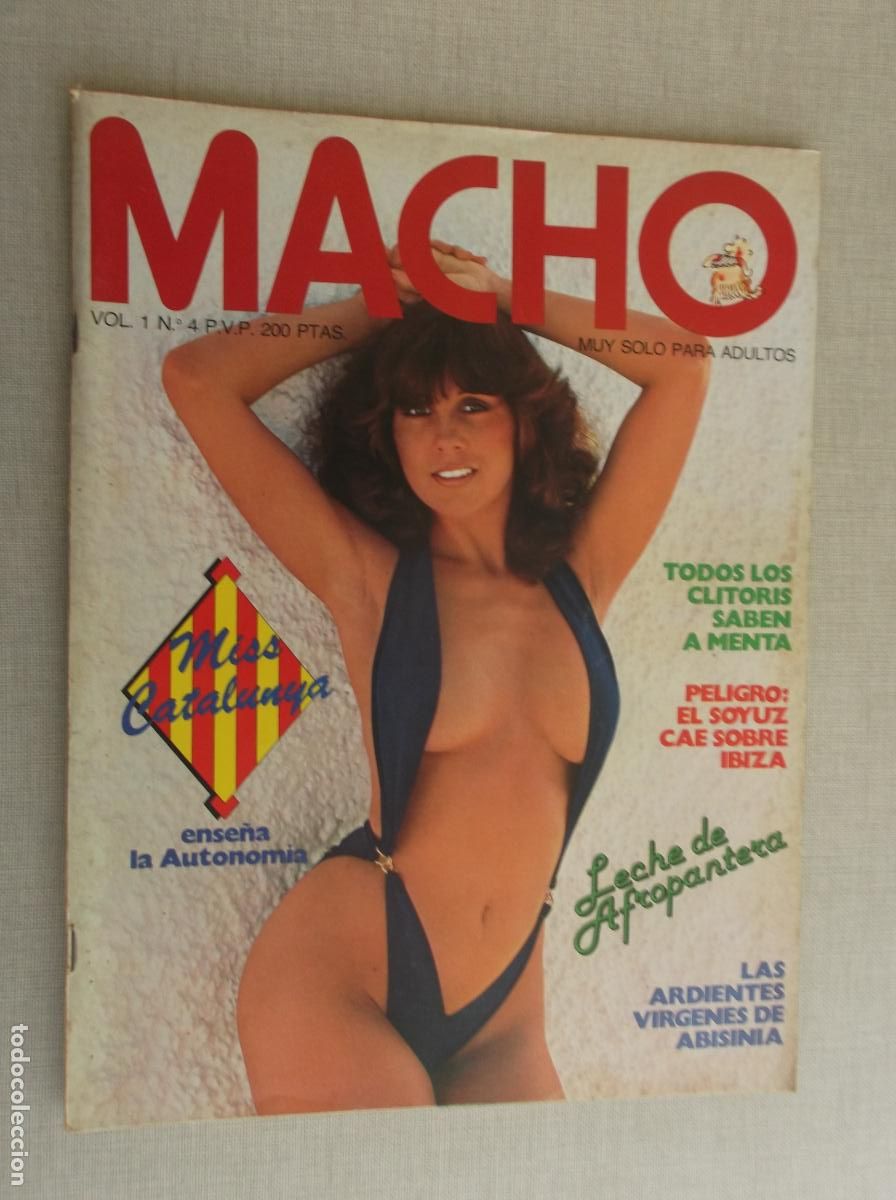 MACHO
VOL. 1 N.º 4 P.V.P. 200 PTAS.
MUY SOLO PARA ADULTOS
Miss
Catalunya
enseña
la Autonomia
TODOS LOS
CLITORIS
SABEN
A MENTA
PELIGRO:
EL SOYUZ
CAE SOBRE
IBIZA
Leche de
Afropantera
LAS
ARDIENTES
VIRGENES DE
ABISINIA
todocoleccion